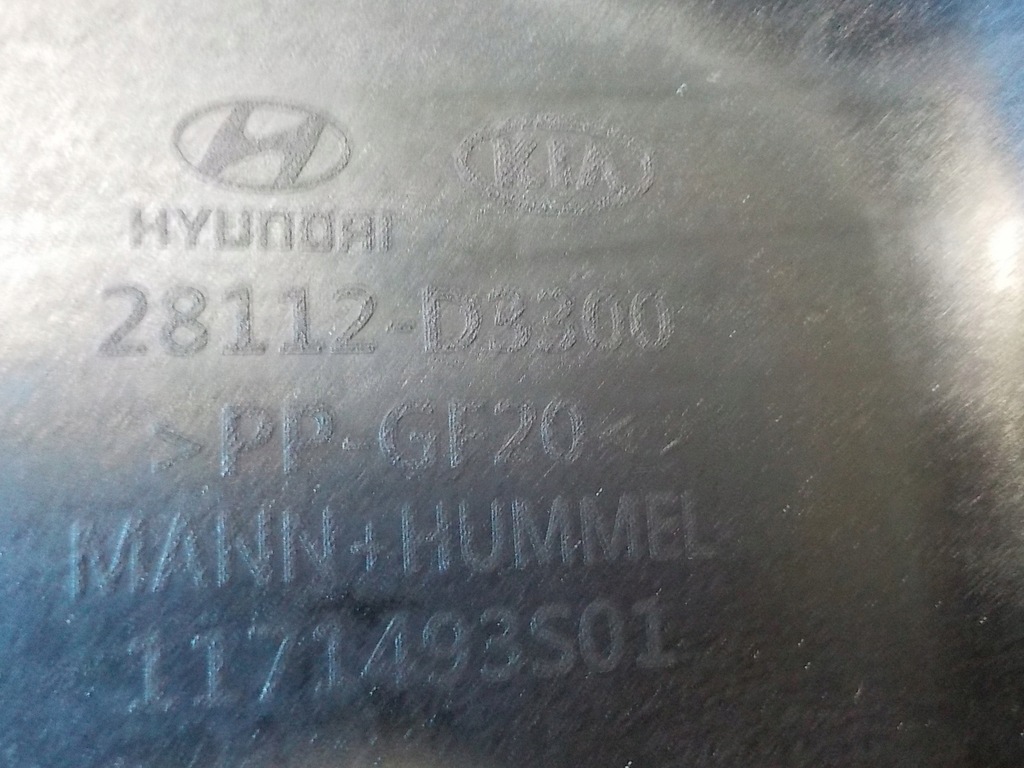 KIA
HYUNDAI
28112-D3300
>PP-GF20<
MANN+HUMMEL
1171493S01